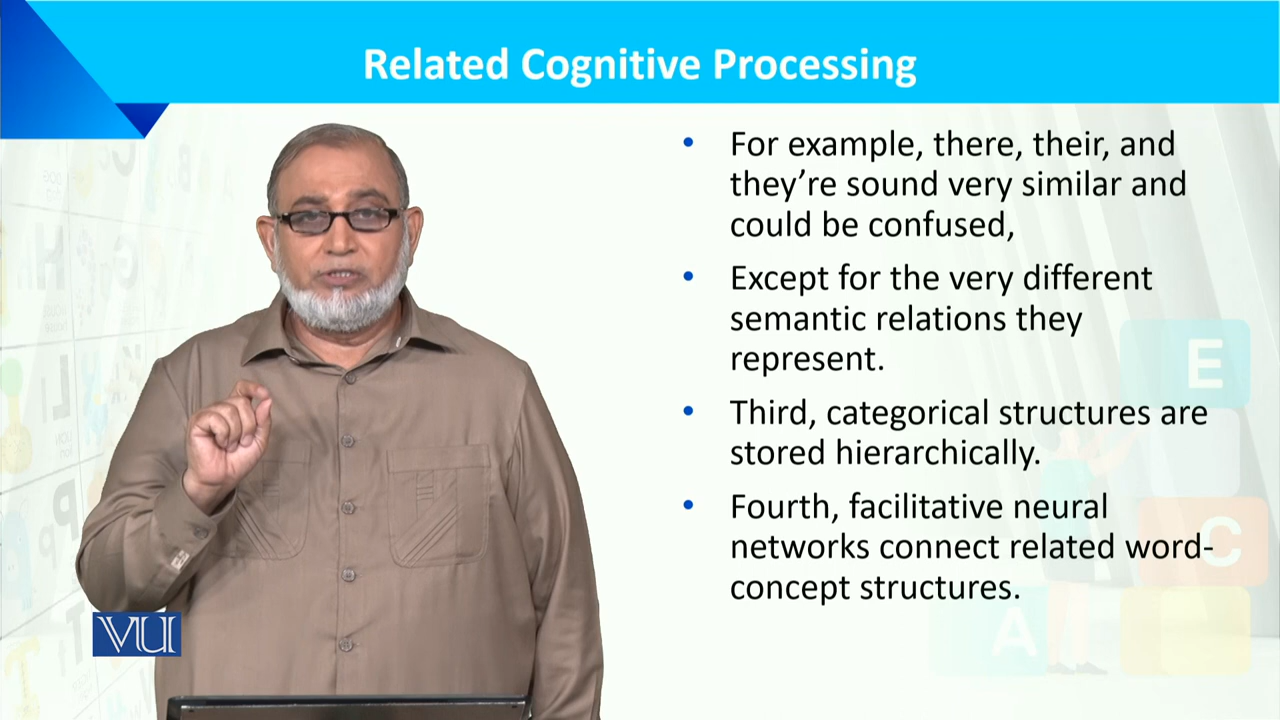 Related Cognitive Processing
• For example, there, their, and
they’re sound very similar and
could be confused,
• Except for the very different
semantic relations they
represent.
• Third, categorical structures are
stored hierarchically.
• Fourth, facilitative neural
networks connect related word-
concept structures.
VU
E
C
A